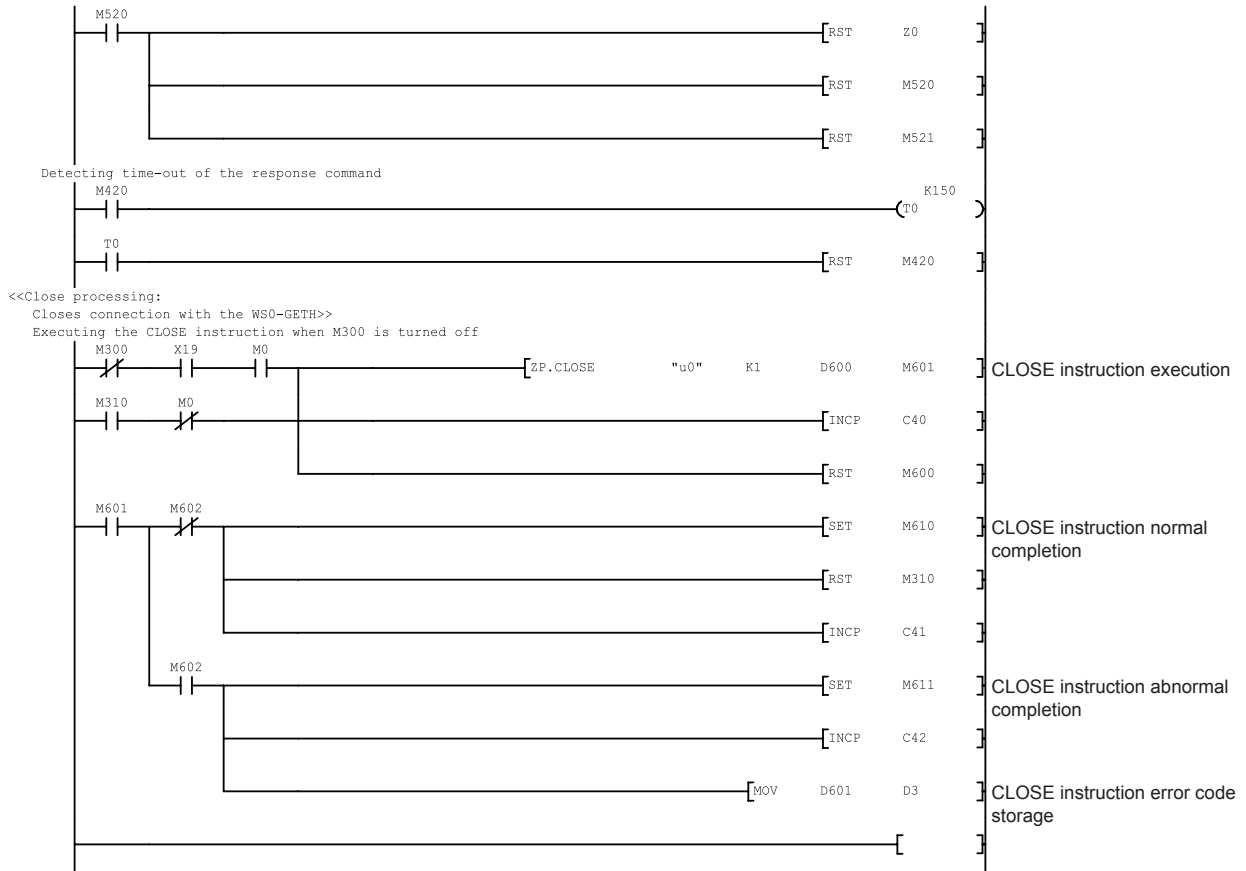 M520
RST Z0
RST M520
RST M521
Detecting time-out of the response command
M420 K150
T0
T0
RST M420
<<Close processing:
Closes connection with the WS0-GETH>>
Executing the CLOSE instruction when M300 is turned off
M300 X19 M0
ZP.CLOSE "u0" K1 D600 M601 CLOSE instruction execution
M310 M0
INCP C40
RST M600
M601 M602
SET M610 CLOSE instruction normal
completion
RST M310
INCP C41
M602
SET M611 CLOSE instruction abnormal
completion
INCP C42
MOV D601 D3 CLOSE instruction error code
storage